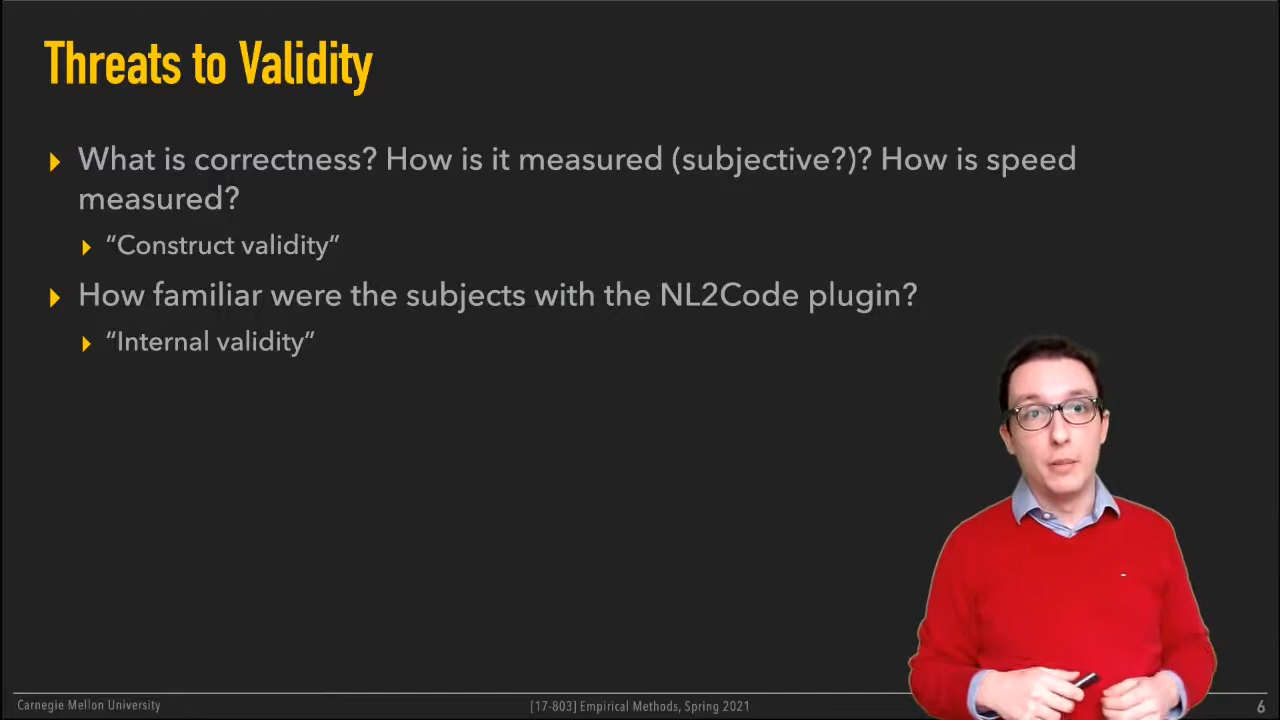 Threats to Validity
What is correctness? How is it measured (subjective?)? How is speed
measured?
“Construct validity”
How familiar were the subjects with the NL2Code plugin?
“Internal validity”
Carnegie Mellon University
[17-803] Empirical Methods, Spring 2021
6